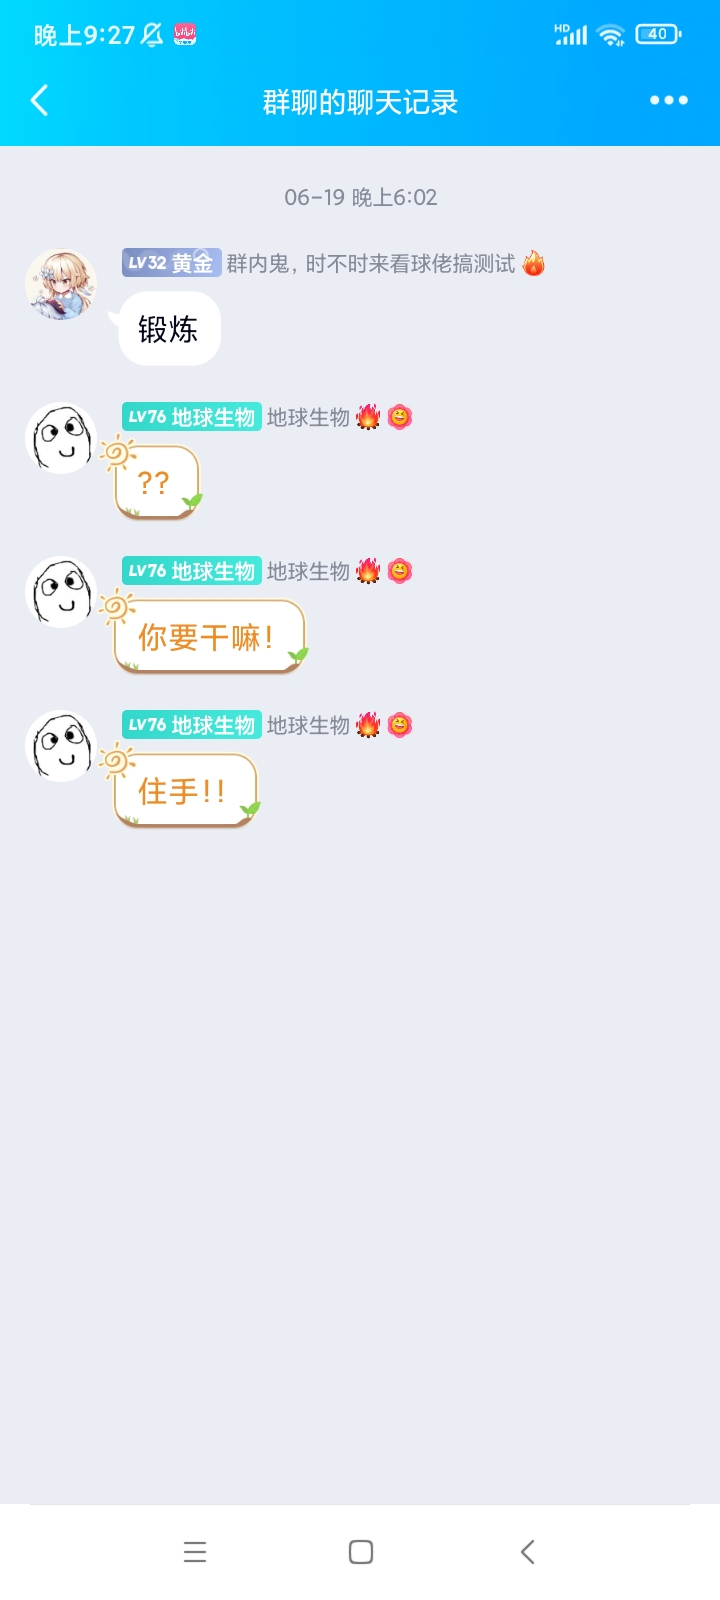 晚上9:27
bilibili
HD
40
群聊的聊天记录
06-19 晚上6:02
LV32 黄金 群内鬼，时不时来看球佬搞测试
锻炼
LV76 地球生物 地球生物
??
LV76 地球生物 地球生物
你要干嘛！
LV76 地球生物 地球生物
住手！！